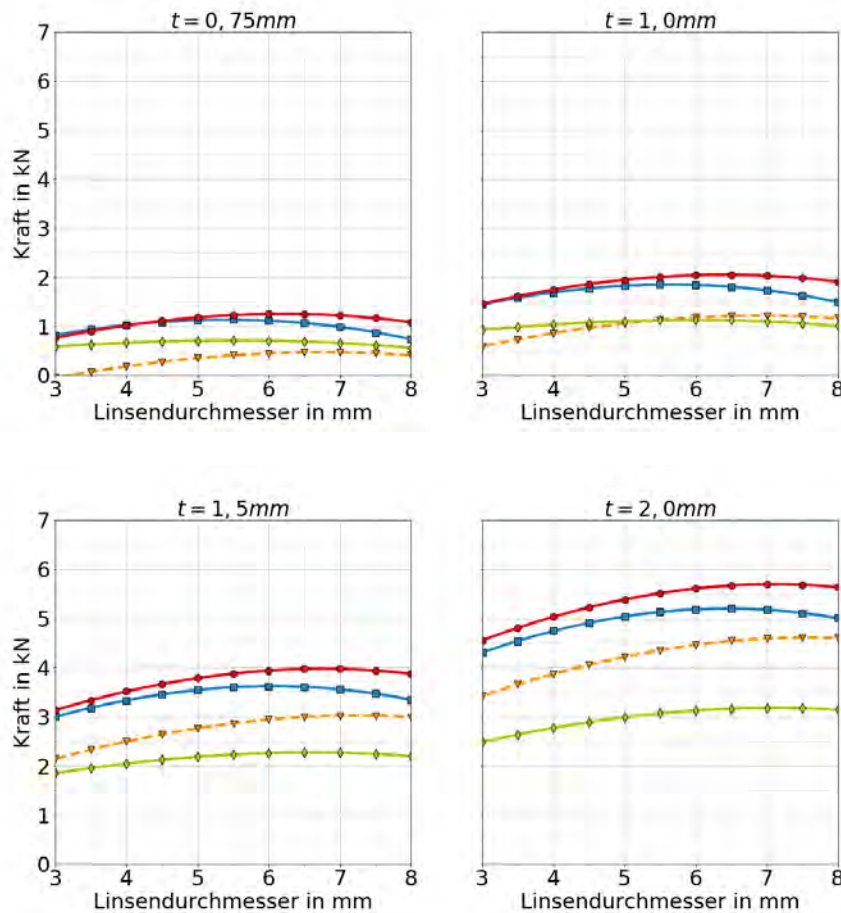 t = 0, 75mm
t = 1, 0mm
7
6
5
4
3
2
1
0
Kraft in kN
3 4 5 6 7 8
3 4 5 6 7 8
Linsendurchmesser in mm
Linsendurchmesser in mm
t = 1, 5mm
t = 2, 0mm
7
6
5
4
3
2
1
0
Kraft in kN
3 4 5 6 7 8
3 4 5 6 7 8
Linsendurchmesser in mm
Linsendurchmesser in mm